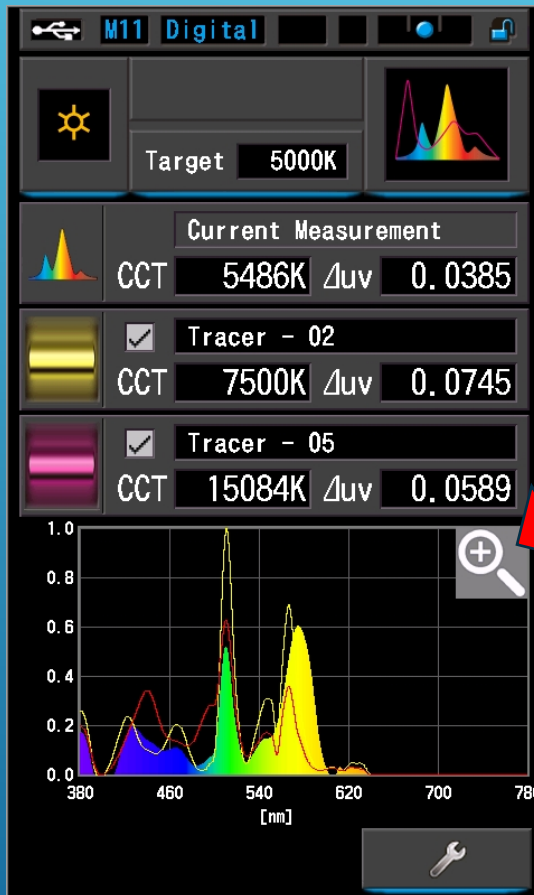 M11 Digital
Target 5000K
Current Measurement
CCT 5486K Δuv 0.0385
Tracer - 02
CCT 7500K Δuv 0.0745
Tracer - 05
CCT 15084K Δuv 0.0589
1.0
0.8
0.6
0.4
0.2
0.0
380 460 540 620 700 780
[nm]